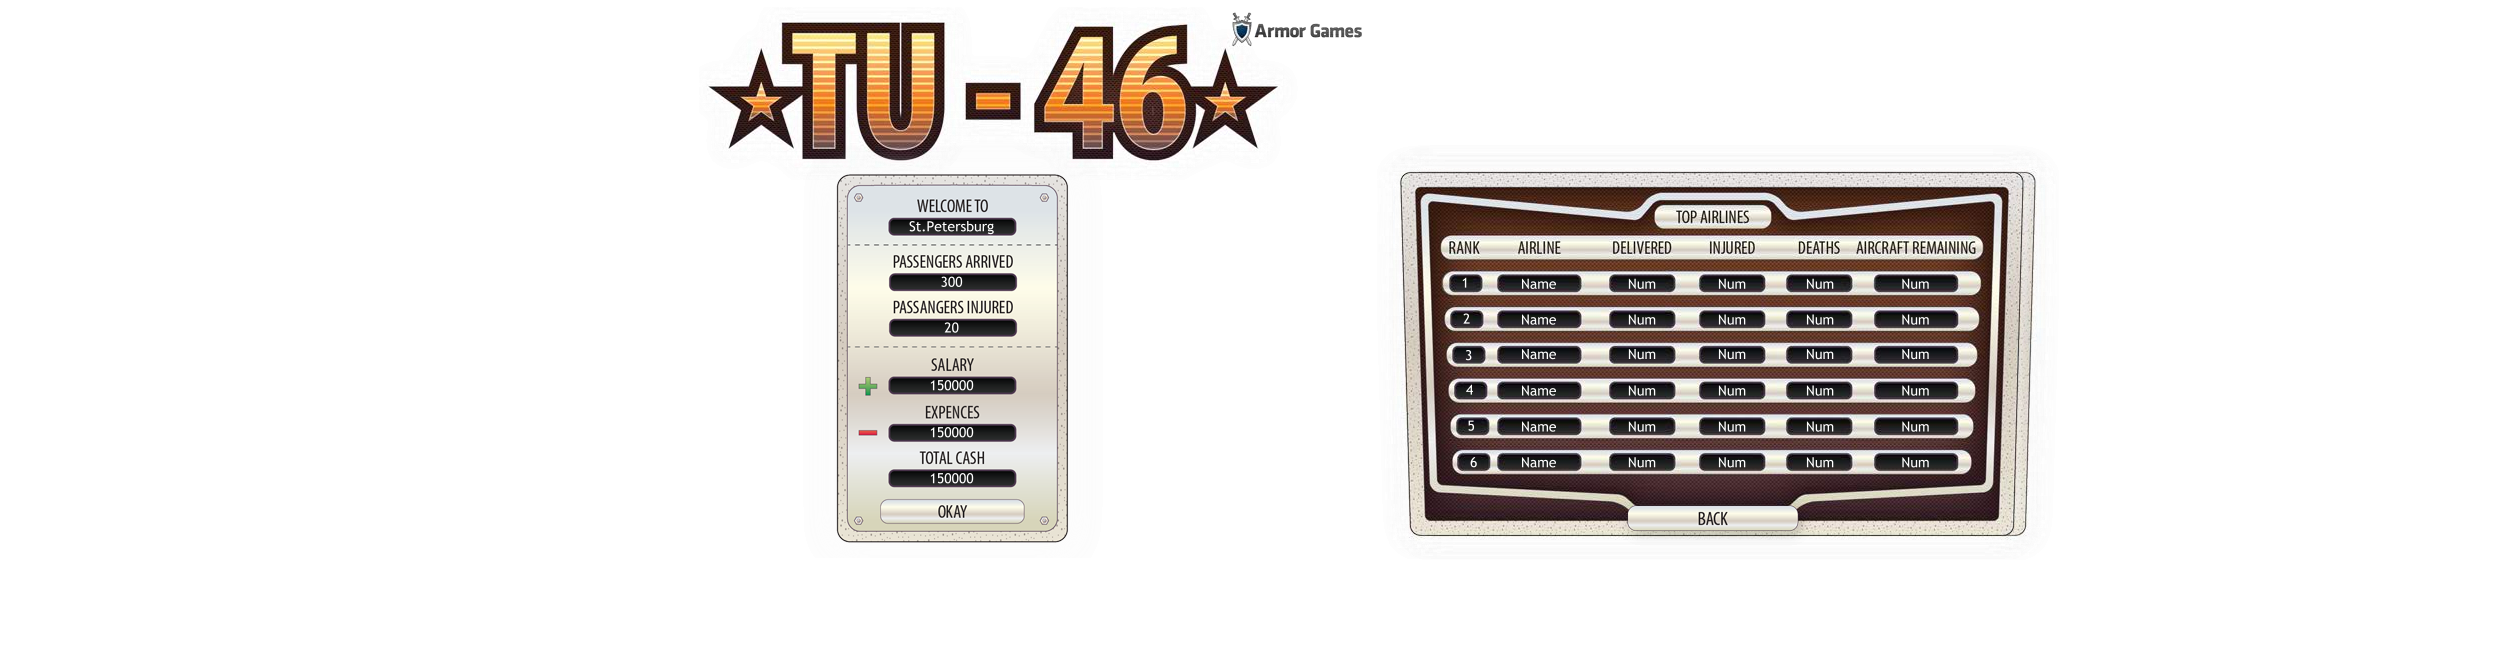 TU - 46
Armor Games
WELCOME TO
St.Petersburg
PASSENGERS ARRIVED
300
PASSANGERS INJURED
20
SALARY
150000
EXPENCES
150000
TOTAL CASH
150000
OKAY
TOP AIRLINES
RANK AIRLINE DELIVERED INJURED DEATHS AIRCRAFT REMAINING
1 Name Num Num Num Num
2 Name Num Num Num Num
3 Name Num Num Num Num
4 Name Num Num Num Num
5 Name Num Num Num Num
6 Name Num Num Num Num
BACK